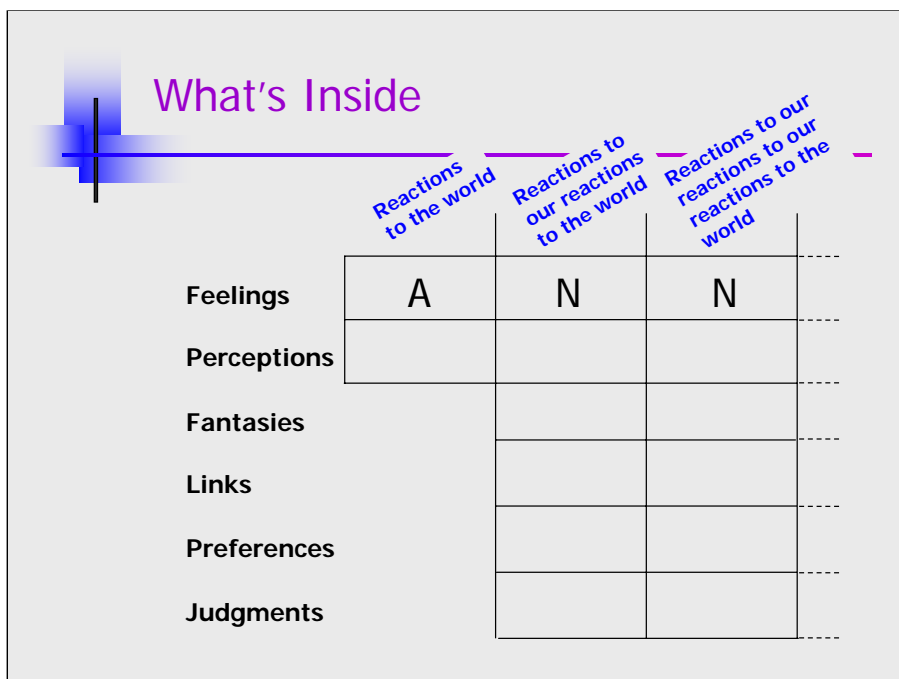 What's Inside
Reactions
to the world
Reactions to
our reactions
to the world
Reactions to our
reactions to our
reactions to the
world
Feelings A N N
Perceptions
Fantasies
Links
Preferences
Judgments